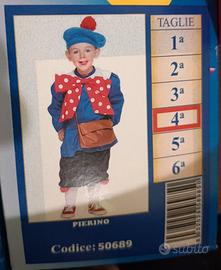 TAGLIE
1ª
2ª
3ª
4ª
5ª
6ª
PIERINO
Codice: 50689
subito